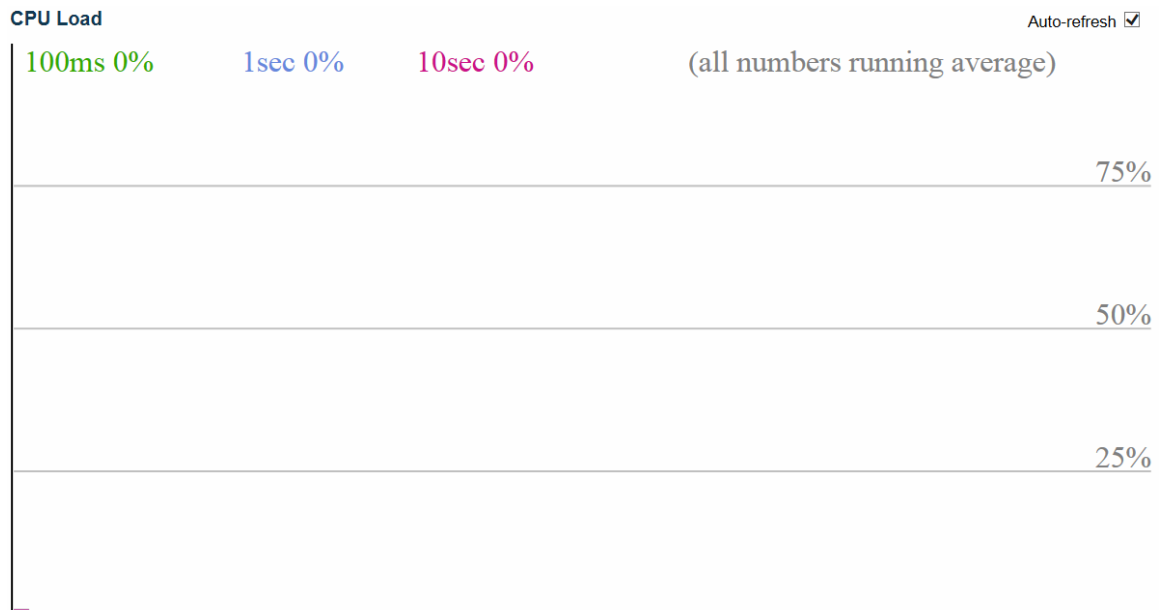 CPU Load
Auto-refresh
100ms 0% 1sec 0% 10sec 0% (all numbers running average)
75%
50%
25%